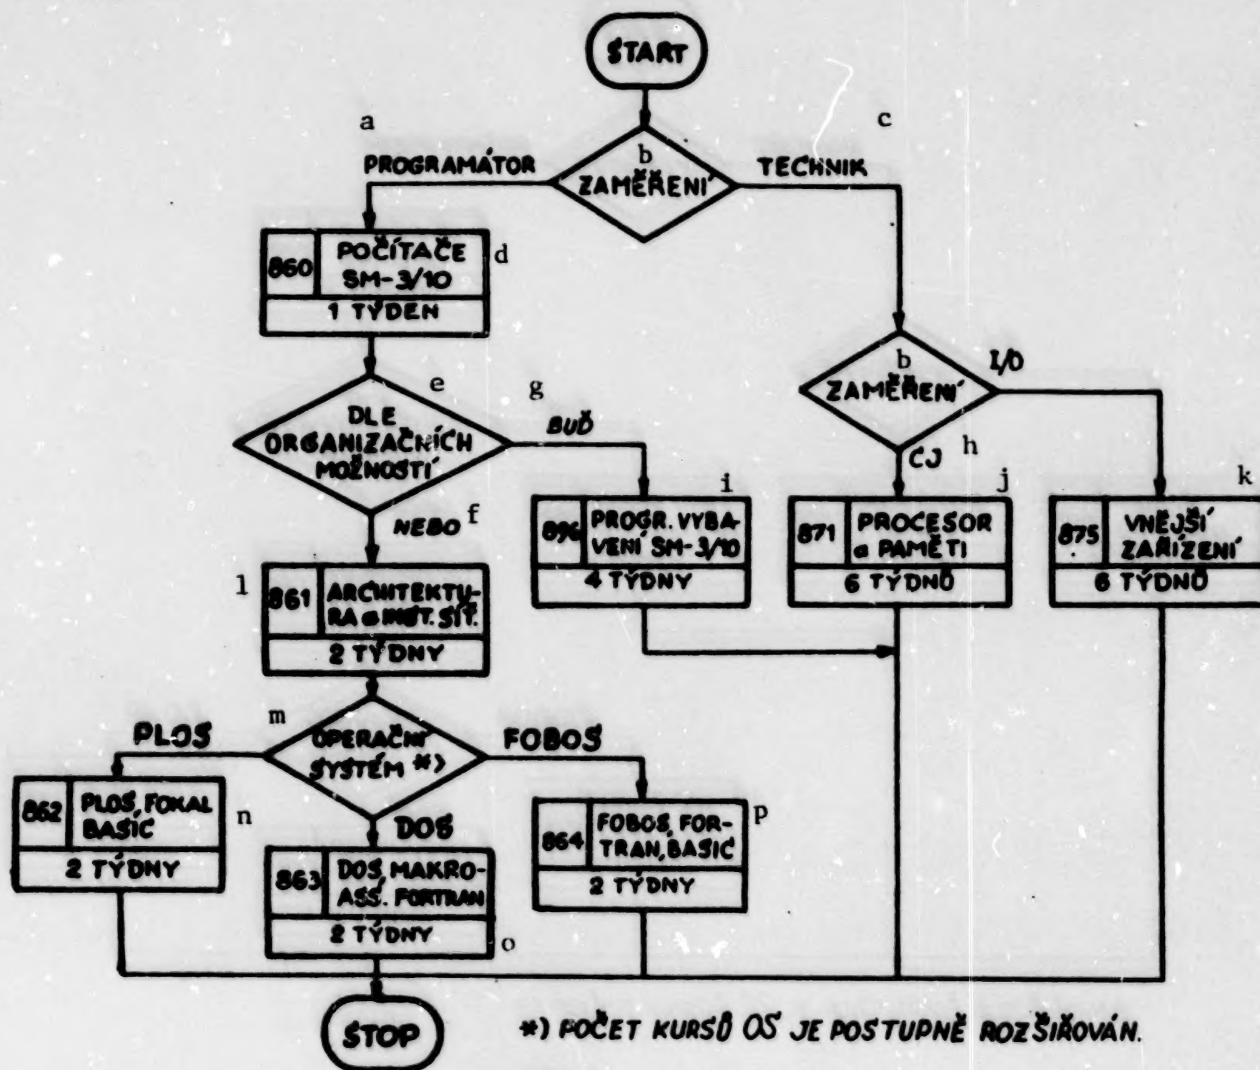 START
a
c
PROGRAMÁTOR
b
ZAMĚŘENÍ
TECHNIK
860
POČÍTAČE
SM-3/10
d
1 TÝDEN
b
ZAMĚŘENÍ
I/O
e
g
DLE
ORGANIZAČNÍCH
MOŽNOSTÍ
BUĎ
h
CJ
f
NEBO
i
896
PROGR. VYBA-
VENÍ SM-3/10
4 TÝDNY
j
871
PROCESOR
a PAMĚTI
6 TÝDNŮ
k
875
VNĚJŠÍ
ZAŘÍZENÍ
6 TÝDNŮ
l
861
ARCHITEKTU-
RA a INST. SÍŤ.
2 TÝDNY
m
PLOS
OPERAČNÍ
SYSTÉM *)
FOBOS
DOS
862
PLOS, FOKAL
BASIC
n
2 TÝDNY
863
DOS, MAKRO-
ASS. FORTRAN
2 TÝDNY
o
864
FOBOS, FOR-
TRAN, BASIC
p
2 TÝDNY
STOP
*) POČET KURSŮ OS JE POSTUPNĚ ROZŠIŘOVÁN.